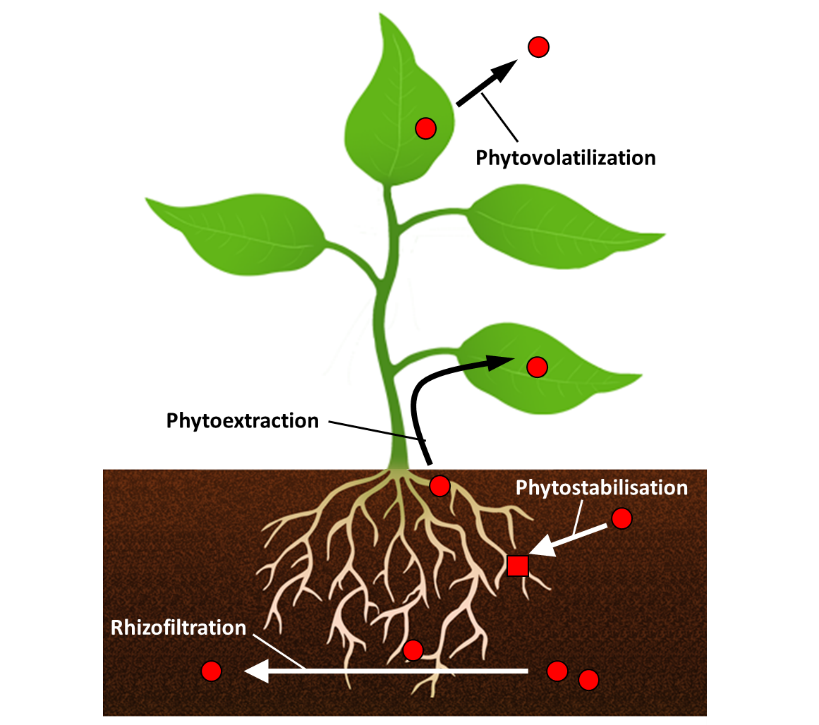 Phytovolatilization
Phytoextraction
Phytostabilisation
Rhizofiltration